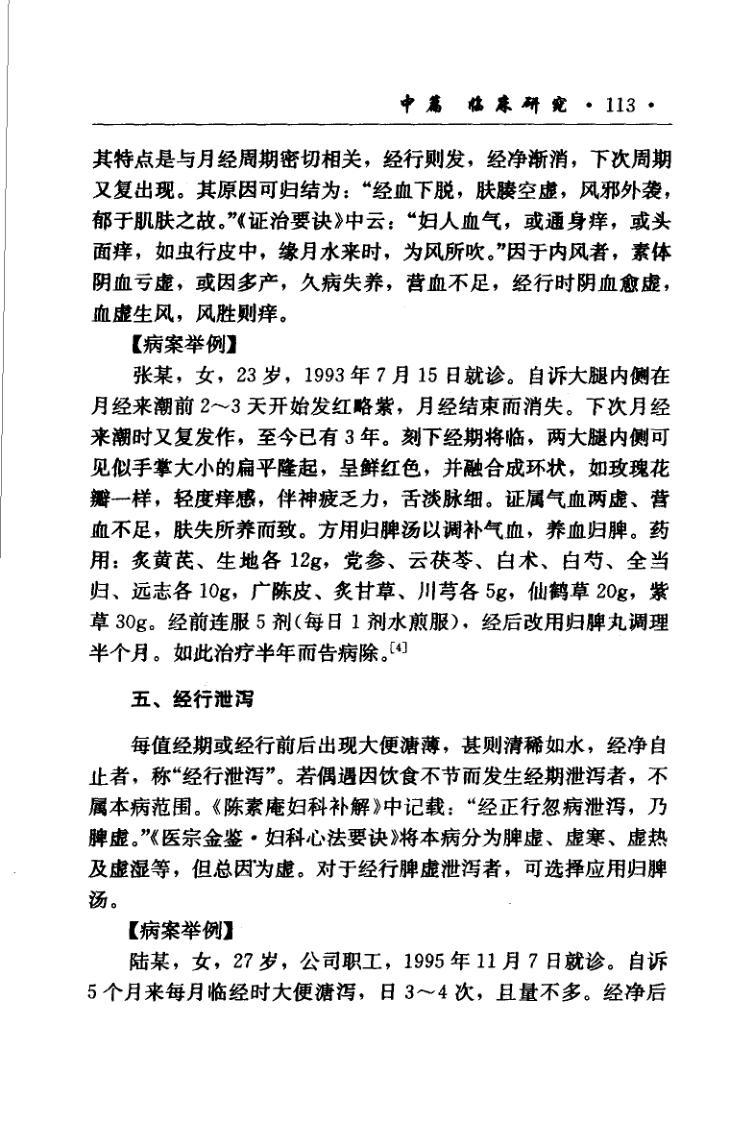 中篇 临床研究 · 113 ·
其特点是与月经周期密切相关，经行则发，经净渐消，下次周期
又复出现。其原因可归结为：“经血下脱，肤腠空虚，风邪外袭，
郁于肌肤之故。”《证治要诀》中云：“妇人血气，或通身痒，或头
面痒，如虫行皮中，缘月水来时，为风所吹。”因于内风者，素体
阴血亏虚，或因多产，久病失养，营血不足，经行时阴血愈虚，
血虚生风，风胜则痒。
【病案举例】
张某，女，23岁，1993年7月15日就诊。自诉大腿内侧在
月经来潮前2～3天开始发红略紫，月经结束而消失。下次月经
来潮时又复发作，至今已有3年。刻下经期将临，两大腿内侧可
见似手掌大小的扁平隆起，呈鲜红色，并融合成环状，如玫瑰花
瓣一样，轻度痒感，伴神疲乏力，舌淡脉细。证属气血两虚、营
血不足，肤失所养而致。方用归脾汤以调补气血，养血归脾。药
用：炙黄芪、生地各12g，党参、云茯苓、白术、白芍、全当
归、远志各10g，广陈皮、炙甘草、川芎各5g，仙鹤草20g，紫
草30g。经前连服5剂（每日1剂水煎服），经后改用归脾丸调理
半个月。如此治疗半年而告病除。[4]
五、经行泄泻
每值经期或经行前后出现大便溏薄，甚则清稀如水，经净自
止者，称“经行泄泻”。若偶遇因饮食不节而发生经期泄泻者，不
属本病范围。《陈素庵妇科补解》中记载：“经正行忽病泄泻，乃
脾虚。”《医宗金鉴·妇科心法要诀》将本病分为脾虚、虚寒、虚热
及虚湿等，但总因为虚。对于经行脾虚泄泻者，可选择应用归脾
汤。
【病案举例】
陆某，女，27岁，公司职工，1995年11月7日就诊。自诉
5个月来每月临经时大便溏泻，日3～4次，且量不多。经净后